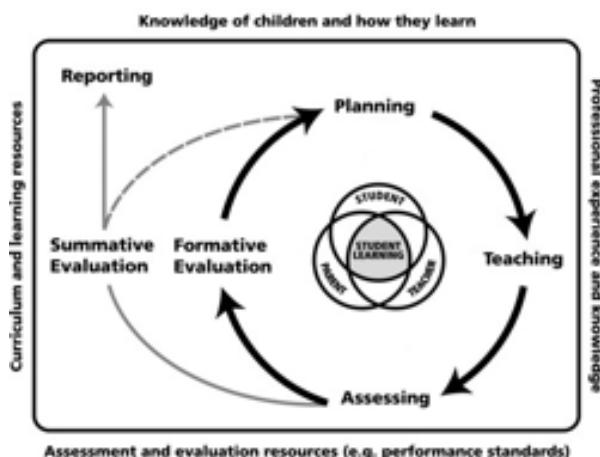 Knowledge of children and how they learn
Reporting
Planning
Curriculum and learning resources
Professional experience and knowledge
STUDENT
STUDENT
LEARNING
PARENT
TEACHER
Summative
Evaluation
Formative
Evaluation
Teaching
Assessing
Assessment and evaluation resources (e.g. performance standards)